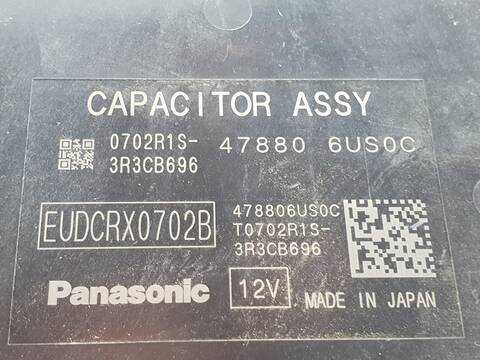 CAPACITOR ASSY
0702R1S- 47880 6US0C
3R3CB696
EUDCRX0702B
478806US0C
T0702R1S-
3R3CB696
Panasonic 12V MADE IN JAPAN